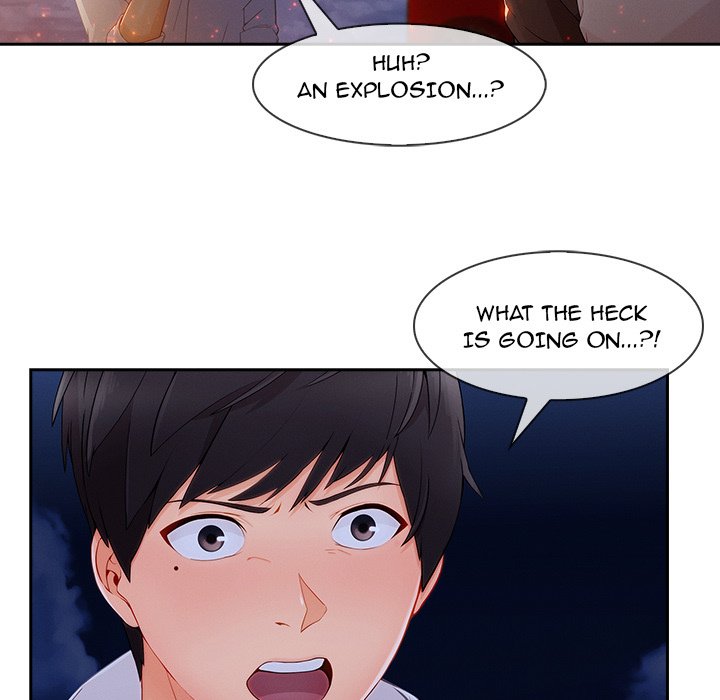 HUH?
AN EXPLOSION...?
WHAT THE HECK
IS GOING ON...?!